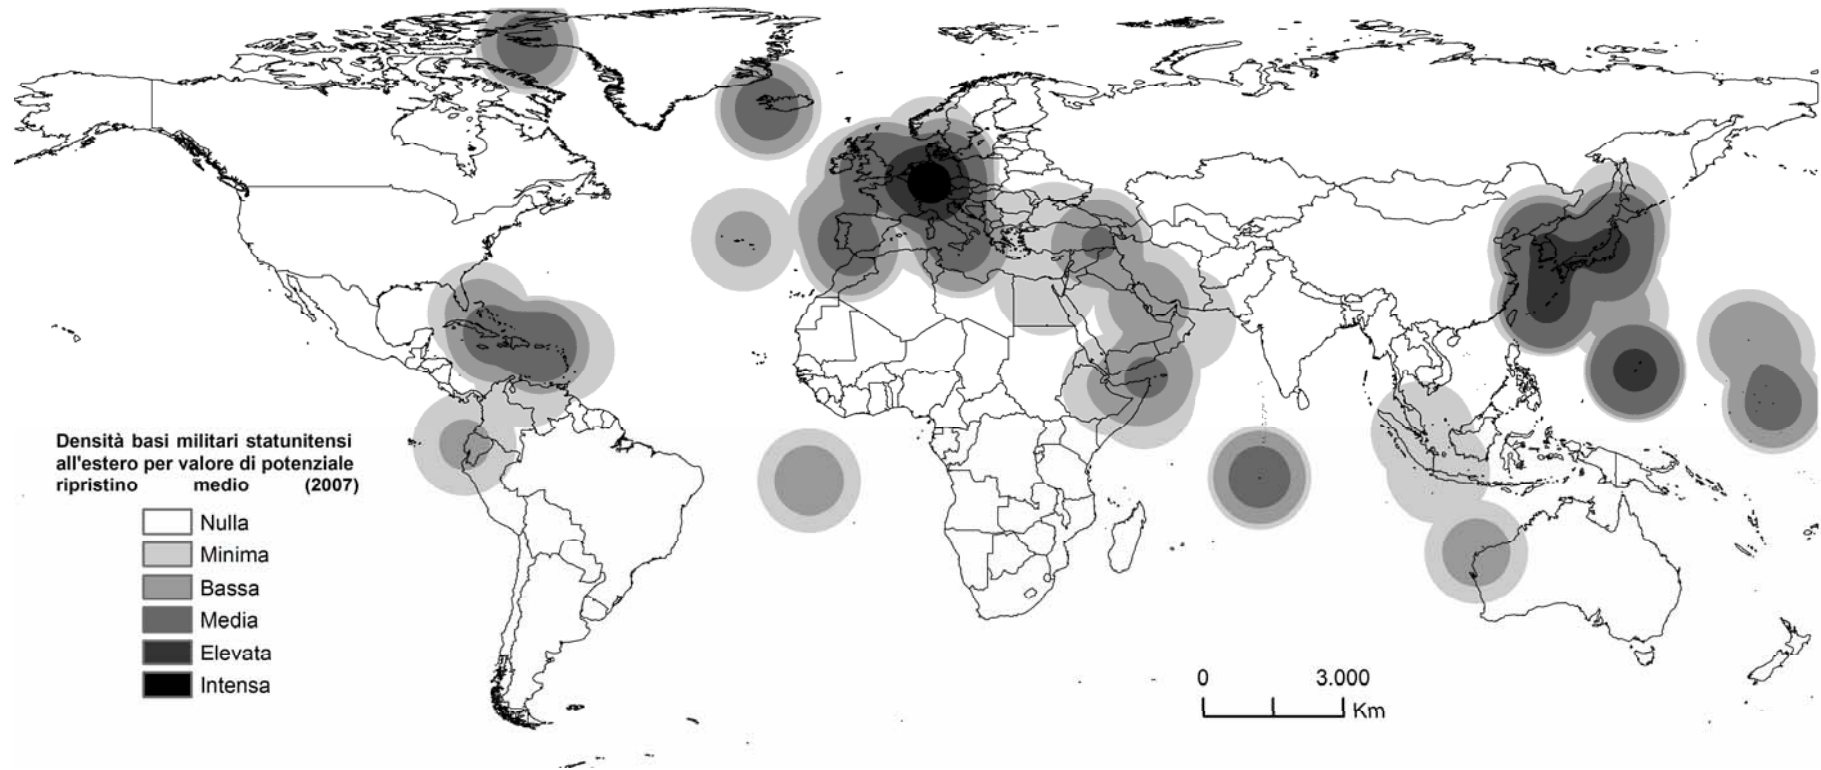 Densità basi militari statunitensi
all'estero per valore di potenziale
ripristino medio (2007)
Nulla
Minima
Bassa
Media
Elevata
Intensa
0 3.000
Km